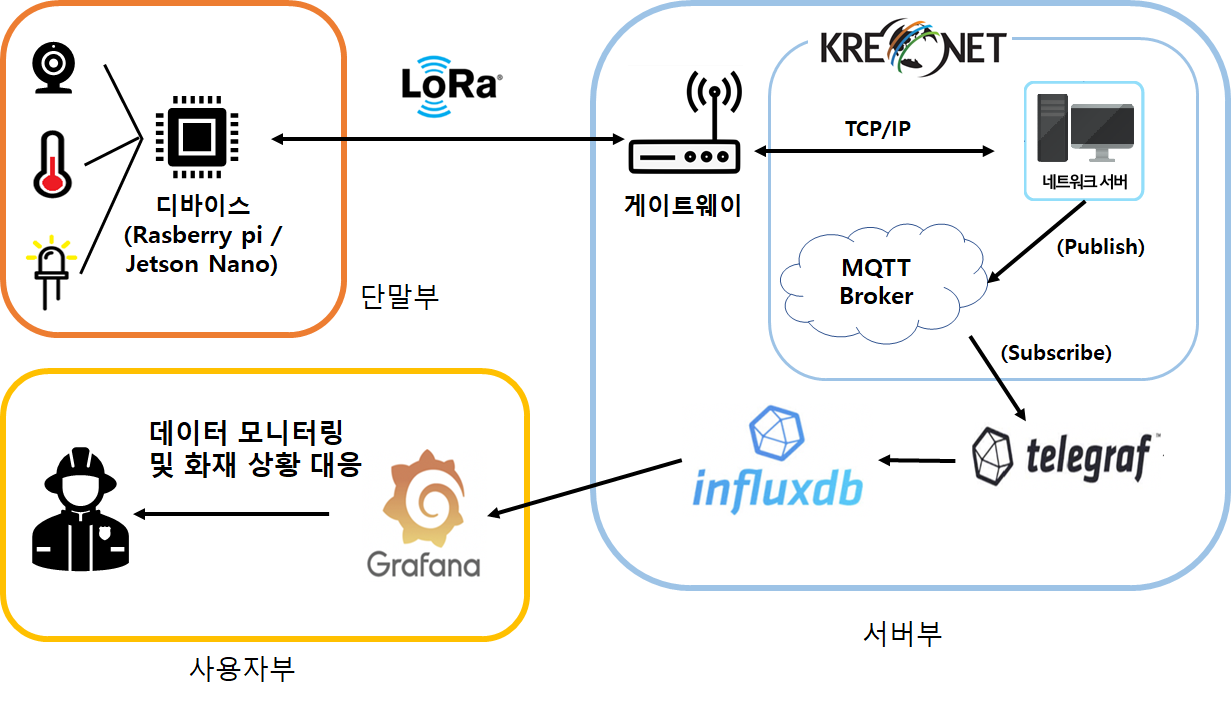 디바이스
(Rasberry pi /
Jetson Nano)
단말부
LoRa®
KREONET
게이트웨이
TCP/IP
네트워크 서버
(Publish)
MQTT
Broker
(Subscribe)
telegraf™
influxdb
데이터 모니터링
및 화재 상황 대응
Grafana
사용자부
서버부